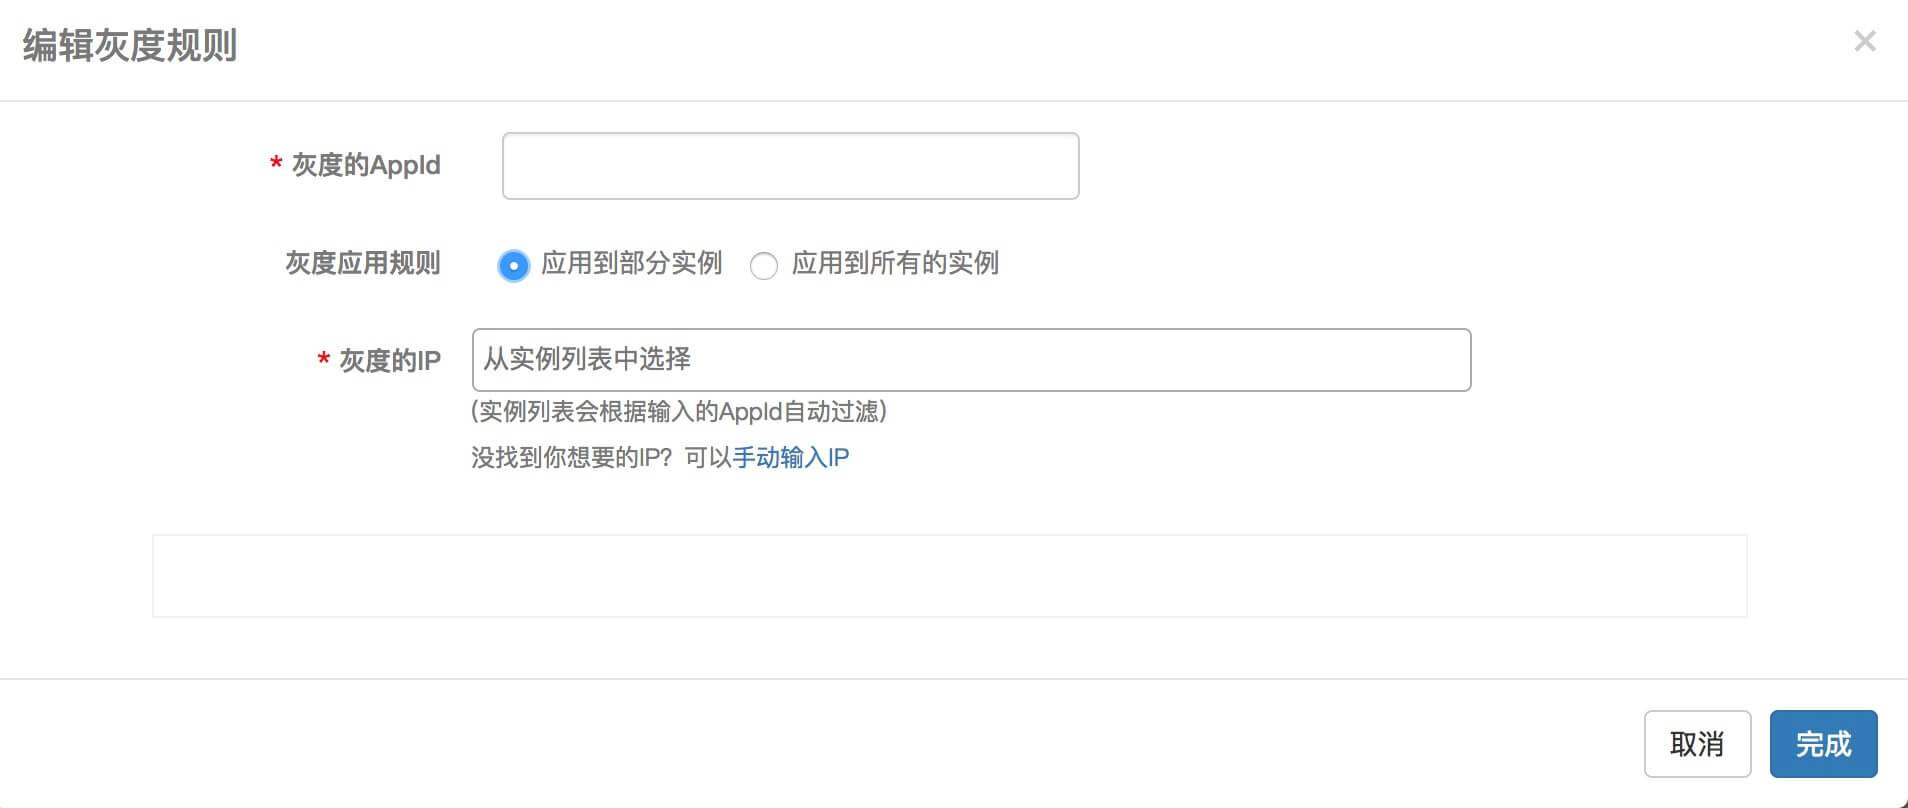 编辑灰度规则 ×
* 灰度的AppId
灰度应用规则 应用到部分实例 应用到所有的实例
* 灰度的IP 从实例列表中选择
(实例列表会根据输入的AppId自动过滤)
没找到你想要的IP？可以手动输入IP
取消 完成